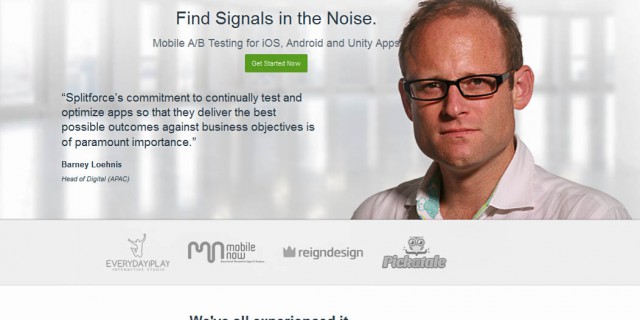 Find Signals in the Noise.
Mobile A/B Testing for iOS, Android and Unity Apps
Get Started Now
“Splitforce’s commitment to continually test and
optimize apps so that they deliver the best
possible outcomes against business objectives is
of paramount importance.”
Barney Loehnis
Head of Digital (APAC)
EVERYDAYiPLAY
INTERACTIVE STUDIO
mobile
now
reigndesign
Pickatale
We've all experienced it